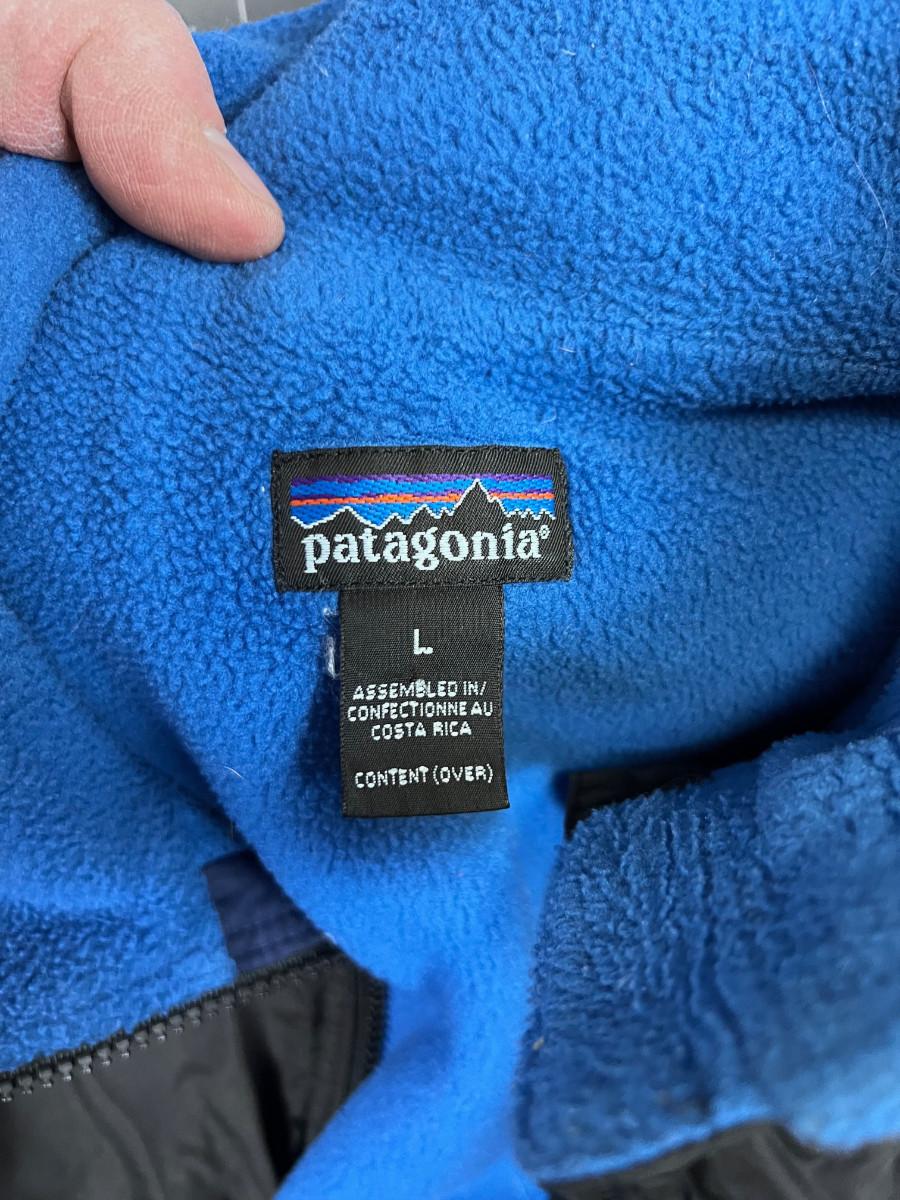 patagonia®
L
ASSEMBLED IN/
CONFECTIONNE AU
COSTA RICA
CONTENT (OVER)